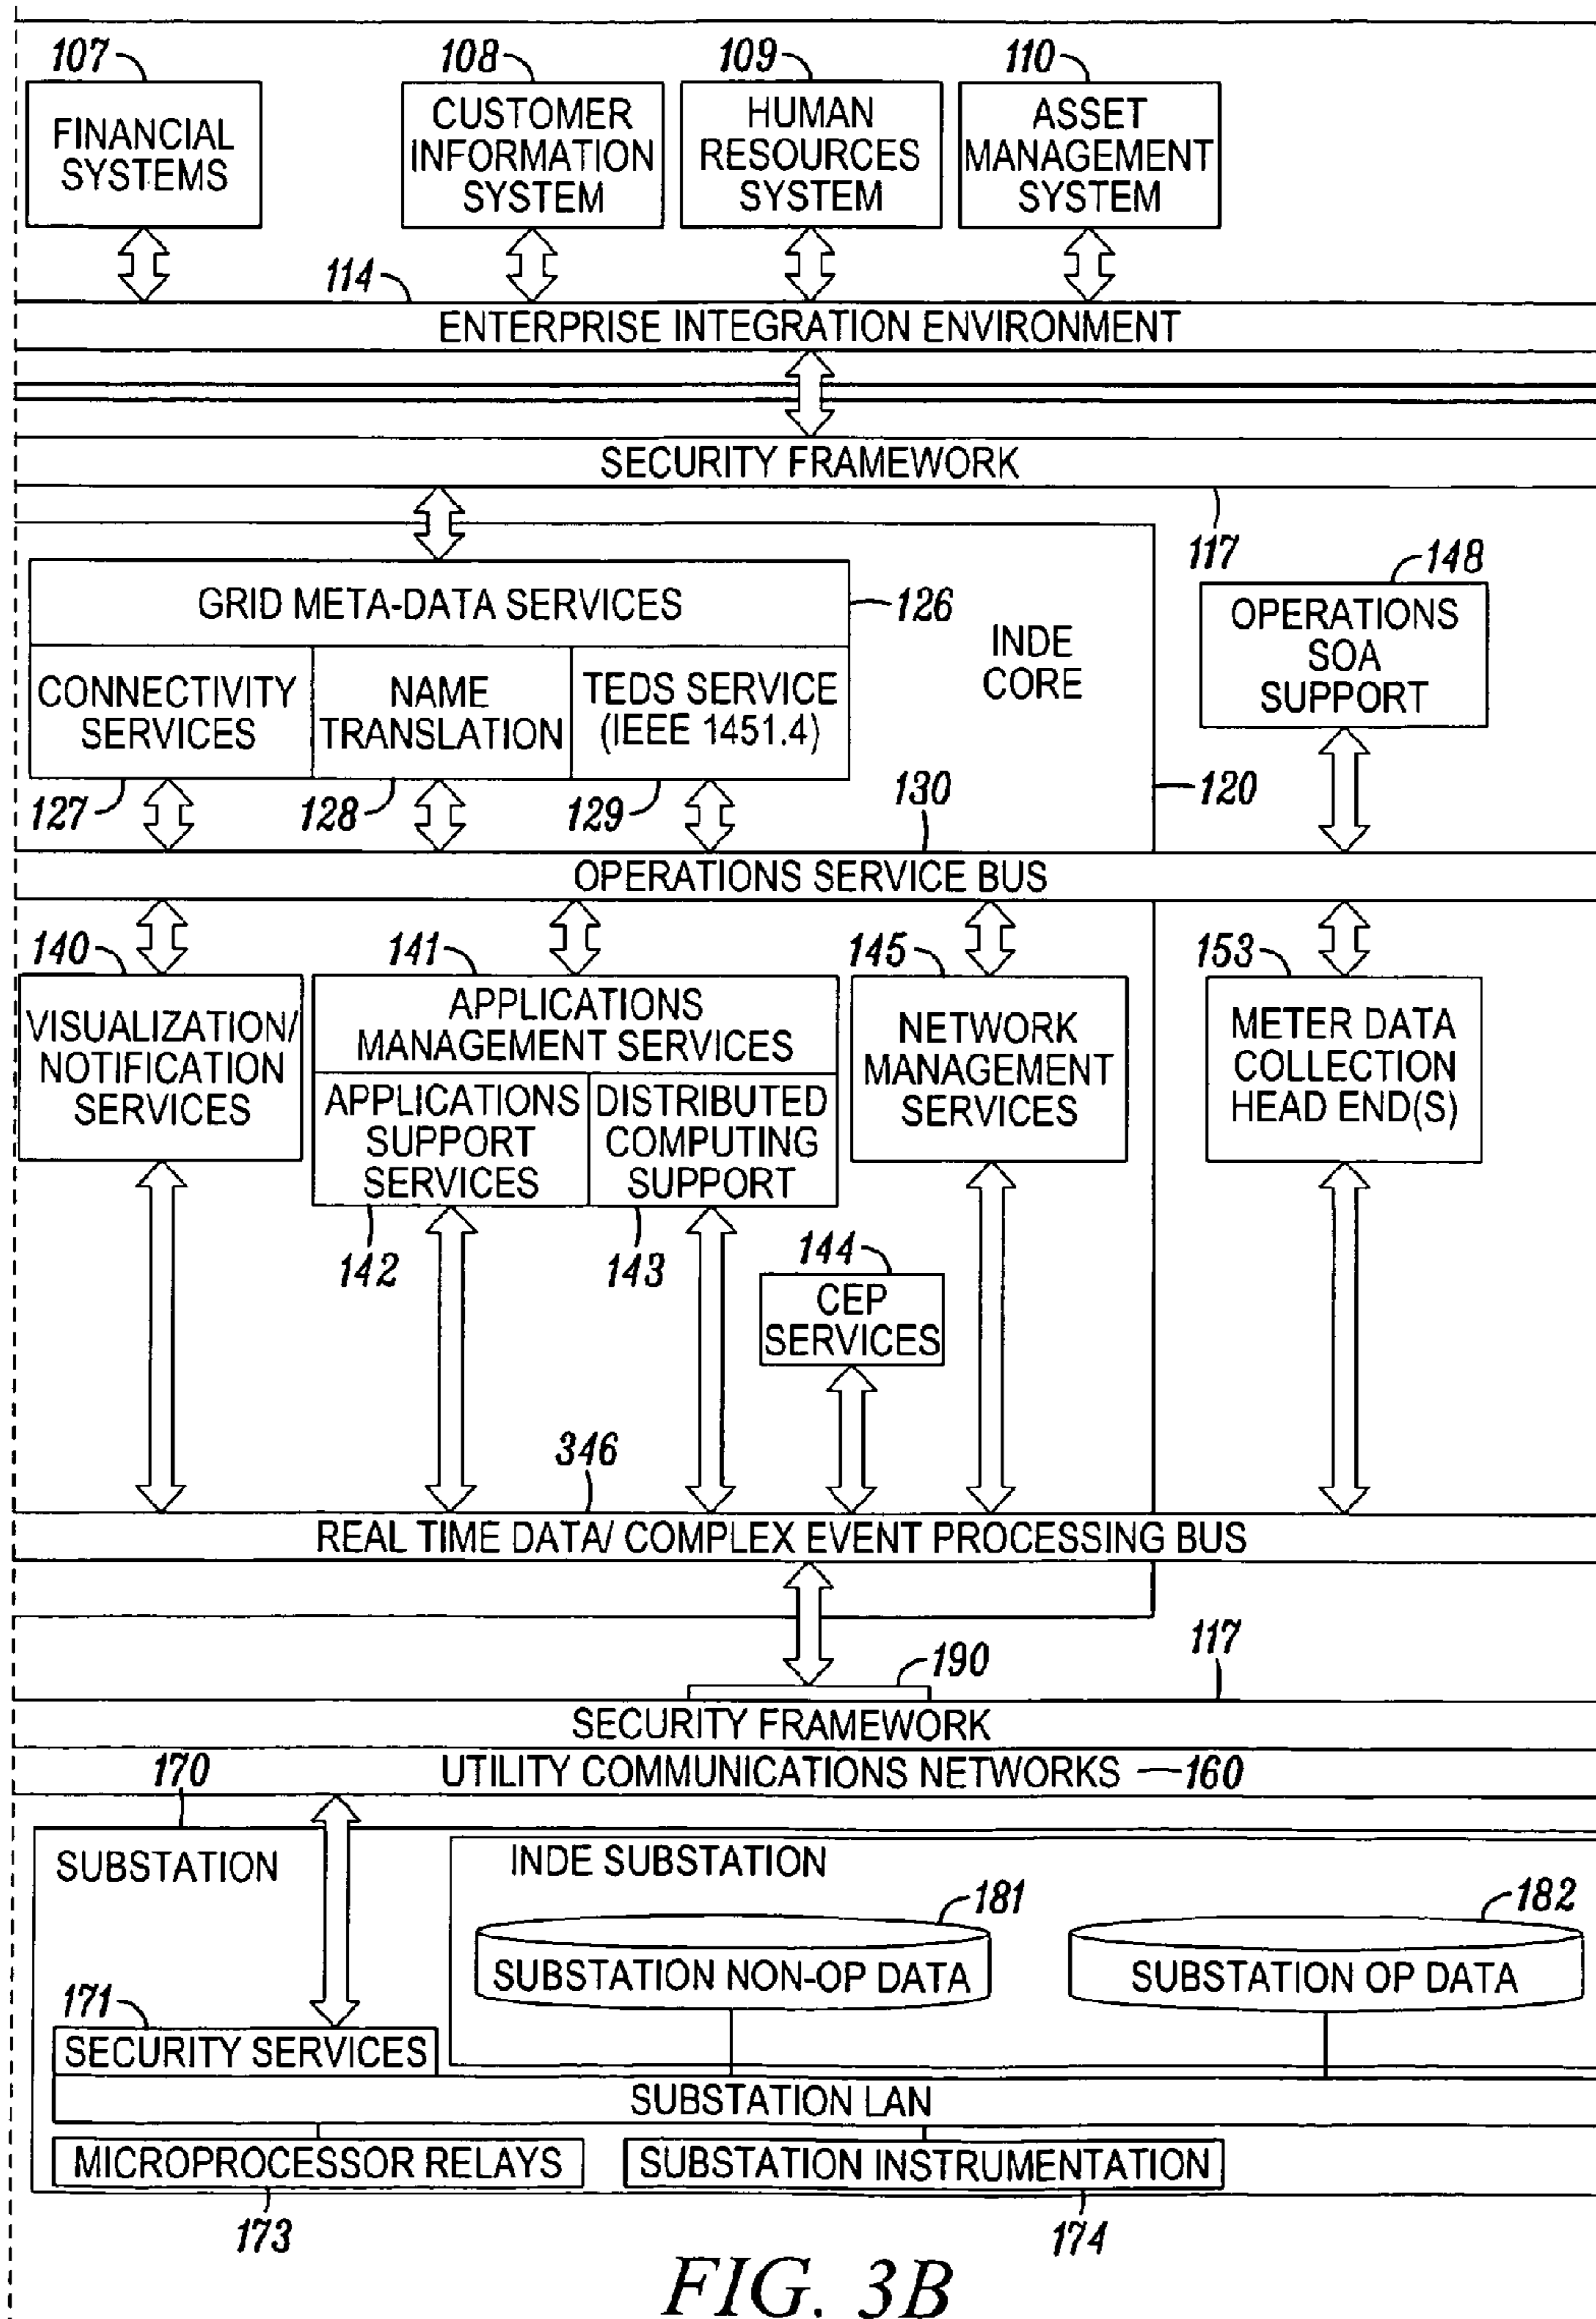 107
108
109
110
FINANCIAL
SYSTEMS
CUSTOMER
INFORMATION
SYSTEM
HUMAN
RESOURCES
SYSTEM
ASSET
MANAGEMENT
SYSTEM
114
ENTERPRISE INTEGRATION ENVIRONMENT
SECURITY FRAMEWORK
117
148
GRID META-DATA SERVICES
126
CONNECTIVITY
SERVICES
NAME
TRANSLATION
TEDS SERVICE
(IEEE 1451.4)
INDE
CORE
OPERATIONS
SOA
SUPPORT
127
128
129
130
120
OPERATIONS SERVICE BUS
140
141
145
153
VISUALIZATION/
NOTIFICATION
SERVICES
APPLICATIONS
MANAGEMENT SERVICES
APPLICATIONS
SUPPORT
SERVICES
DISTRIBUTED
COMPUTING
SUPPORT
NETWORK
MANAGEMENT
SERVICES
METER DATA
COLLECTION
HEAD END(S)
142
143
144
CEP
SERVICES
346
REAL TIME DATA/ COMPLEX EVENT PROCESSING BUS
190
117
SECURITY FRAMEWORK
UTILITY COMMUNICATIONS NETWORKS 160
170
SUBSTATION
INDE SUBSTATION
181
182
SUBSTATION NON-OP DATA
SUBSTATION OP DATA
171
SECURITY SERVICES
SUBSTATION LAN
MICROPROCESSOR RELAYS
SUBSTATION INSTRUMENTATION
173
174
FIG. 3B